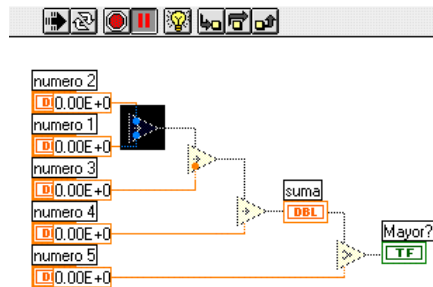 numero 2
D 0.00E+0
numero 1
D 0.00E+0
numero 3
D 0.00E+0
numero 4
D 0.00E+0
numero 5
D 0.00E+0
suma
DBL
Mayor?
TF